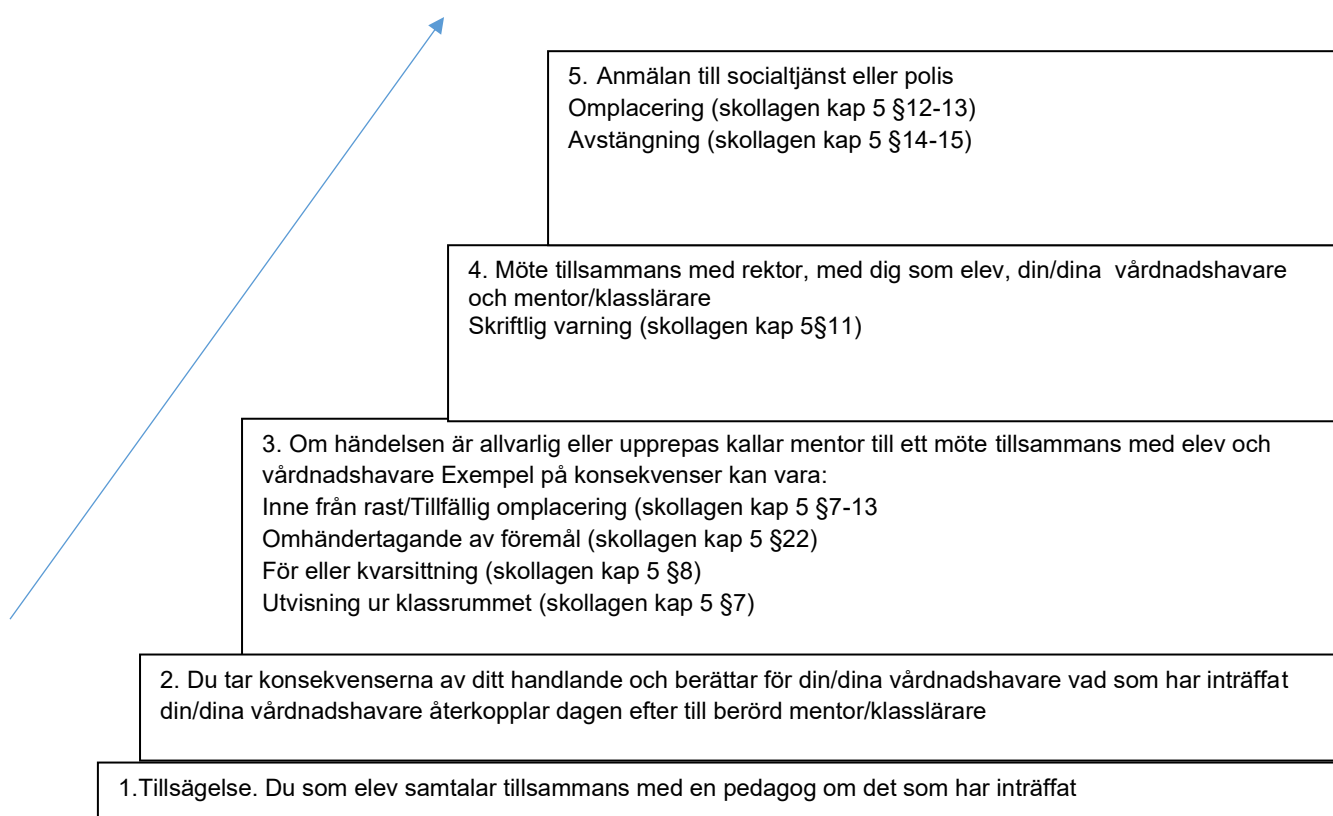 5. Anmälan till socialtjänst eller polis
Omplacering (skollagen kap 5 §12-13)
Avstängning (skollagen kap 5 §14-15)
4. Möte tillsammans med rektor, med dig som elev, din/dina  vårdnadshavare
och mentor/klasslärare
Skriftlig varning (skollagen kap 5§11)
3. Om händelsen är allvarlig eller upprepas kallar mentor till ett möte tillsammans med elev och
vårdnadshavare Exempel på konsekvenser kan vara:
Inne från rast/Tillfällig omplacering (skollagen kap 5 §7-13
Omhändertagande av föremål (skollagen kap 5 §22)
För eller kvarsittning (skollagen kap 5 §8)
Utvisning ur klassrummet (skollagen kap 5 §7)
2. Du tar konsekvenserna av ditt handlande och berättar för din/dina vårdnadshavare vad som har inträffat
din/dina vårdnadshavare återkopplar dagen efter till berörd mentor/klasslärare
1.Tillsägelse. Du som elev samtalar tillsammans med en pedagog om det som har inträffat